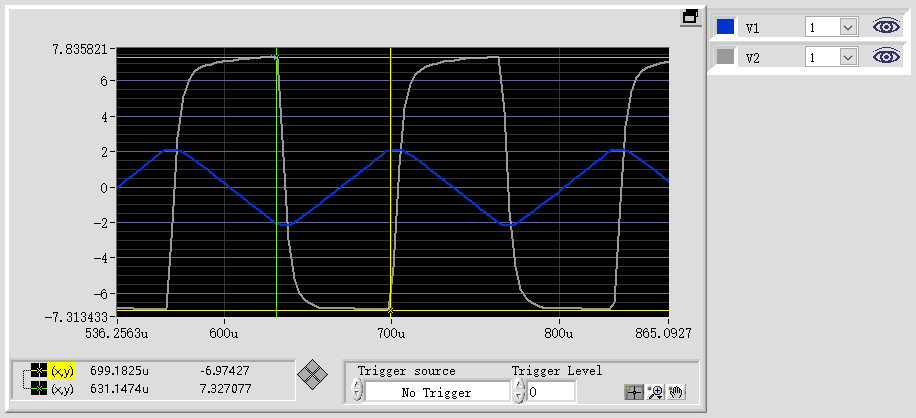 7.835821
6
4
2
0
-2
-4
-6
-7.313433
536.2563u 600u 700u 800u 865.0927
V1 1
V2 1
(x,y) 699.1825u -6.97427
(x,y) 631.1474u 7.327077
Trigger source Trigger Level
No Trigger 0